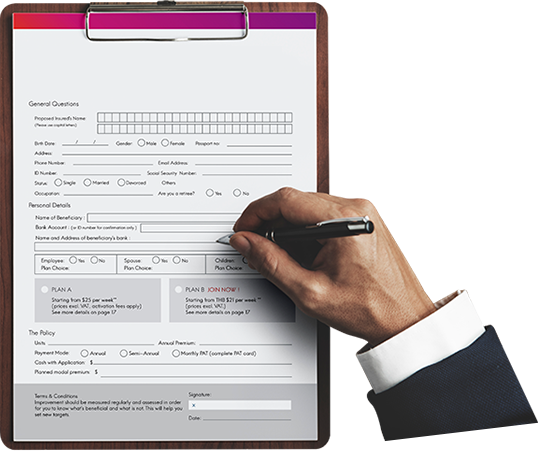 General Questions
Proposed Insured's Name:
(Please use capital letters)
Birth Date / / Gender: Male Female Passport no:
Address:
Phone Number: Email Address:
ID Number: Social Security Number:
Status: Single Married Devorced Others
Occupation: Are you a retiree? Yes No
Personal Details
Name of Beneficiary :
Bank Account : (or ID number for confirmation only )
Name and Address of beneficiary's bank :
Employee: Yes No Spouse : Yes No Children:
Plan Choice: Plan Choice: Plan Choice:
PLAN A
Starting from $25 per week**
(prices excl. VAT, activation fees apply)
See more details on page 17
PLAN B JOIN NOW !
Starting from THB $21 per week**
(prices excl. VAT)
See more details on page 17
The Policy
Units: Annual Premium:
Payment Mode: Annual Semi-Annual Monthly PAT (complete PAT card)
Cash with Application: $
Planned modal premium: $
Terms & Conditions
Improvement should be measured regularly and assessed in order
for you to know what's beneficial and what is not. This will help you
set new targets.
Signature:
x
Date: